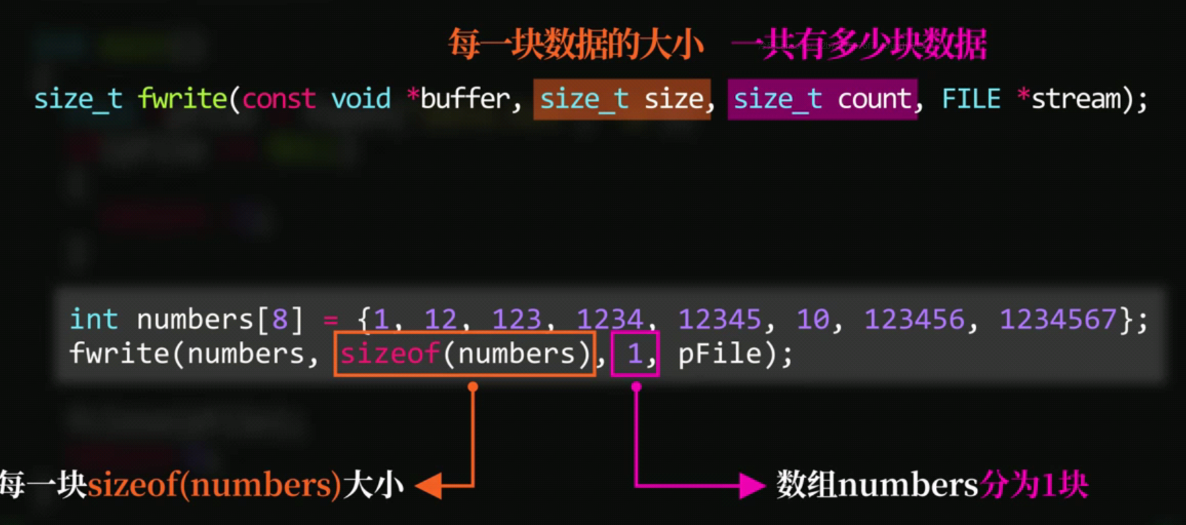 每一块数据的大小 一共有多少块数据
size_t fwrite(const void *buffer, size_t size, size_t count, FILE *stream);
int numbers[8] = {1, 12, 123, 1234, 12345, 10, 123456, 1234567};
fwrite(numbers, sizeof(numbers), 1, pFile);
每一块sizeof(numbers)大小 数组numbers分为1块